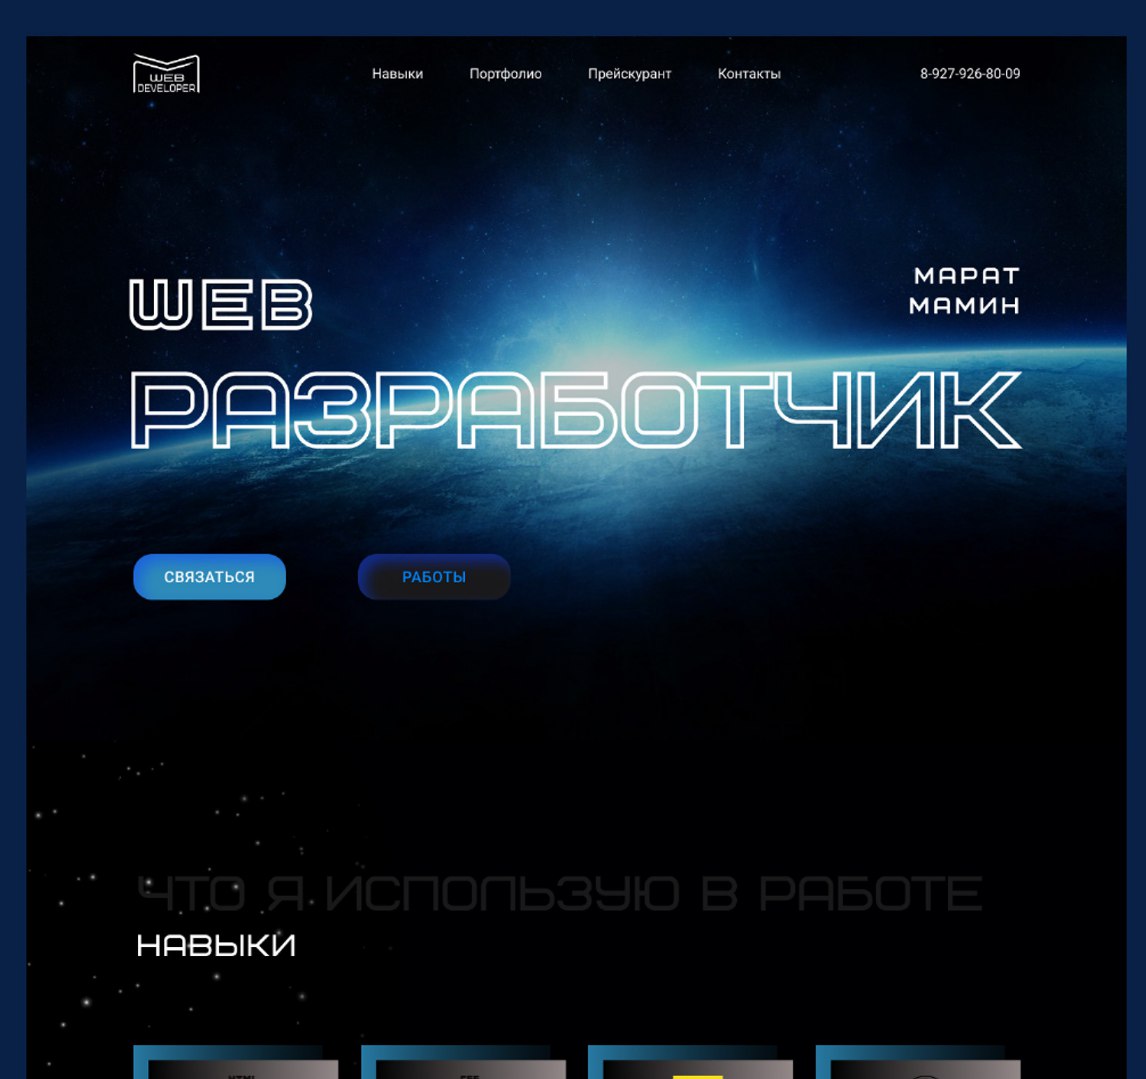 WEB
DEVELOPER
Навыки Портфолио Прейскурант Контакты 8-927-926-80-09
МАРАТ
МАМИН
WEB
РАЗРАБОТЧИК
СВЯЗАТЬСЯ РАБОТЫ
ЧТО Я ИСПОЛЬЗУЮ В РАБОТЕ
НАВЫКИ